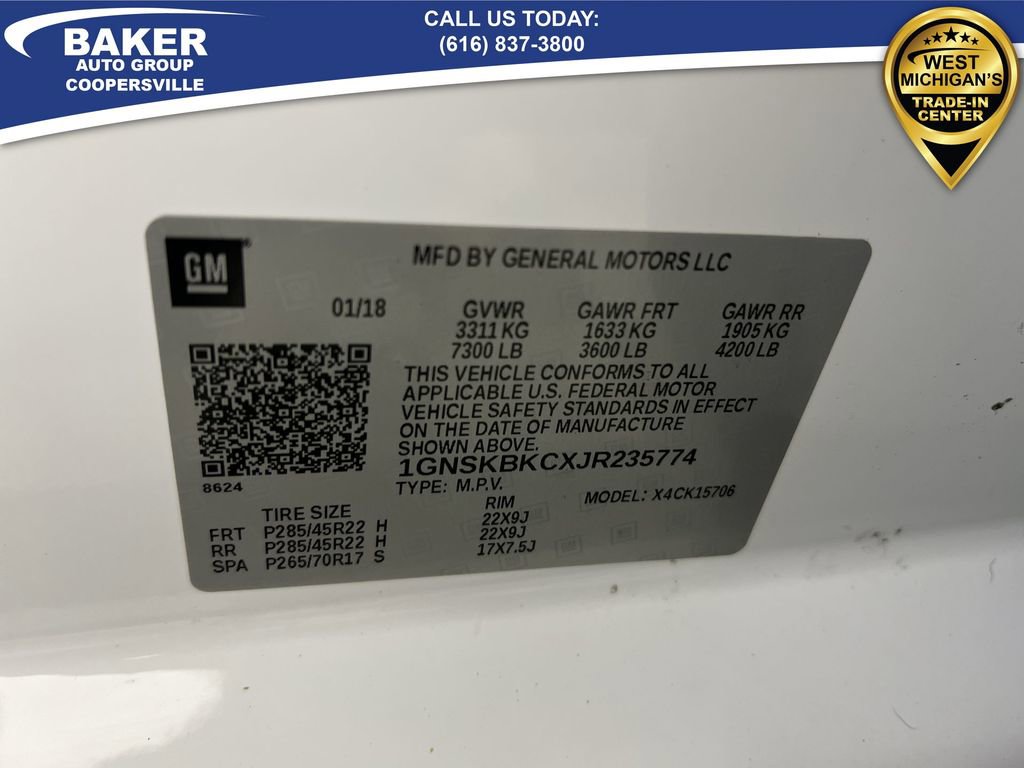 BAKER
AUTO GROUP
COOPERSVILLE
CALL US TODAY:
(616) 837-3800
WEST
MICHIGAN'S
TRADE-IN
CENTER
GM
MFD BY GENERAL MOTORS LLC
01/18 GVWR GAWR FRT GAWR RR
3311 KG 1633 KG 1905 KG
7300 LB 3600 LB 4200 LB
THIS VEHICLE CONFORMS TO ALL
APPLICABLE U.S. FEDERAL MOTOR
VEHICLE SAFETY STANDARDS IN EFFECT
ON THE DATE OF MANUFACTURE
SHOWN ABOVE.
1GNSKBKCXJR235774
8624
TYPE: M.P.V. MODEL: X4CK15706
TIRE SIZE RIM
FRT P285/45R22 H 22X9J
RR P285/45R22 H 22X9J
SPA P265/70R17 S 17X7.5J